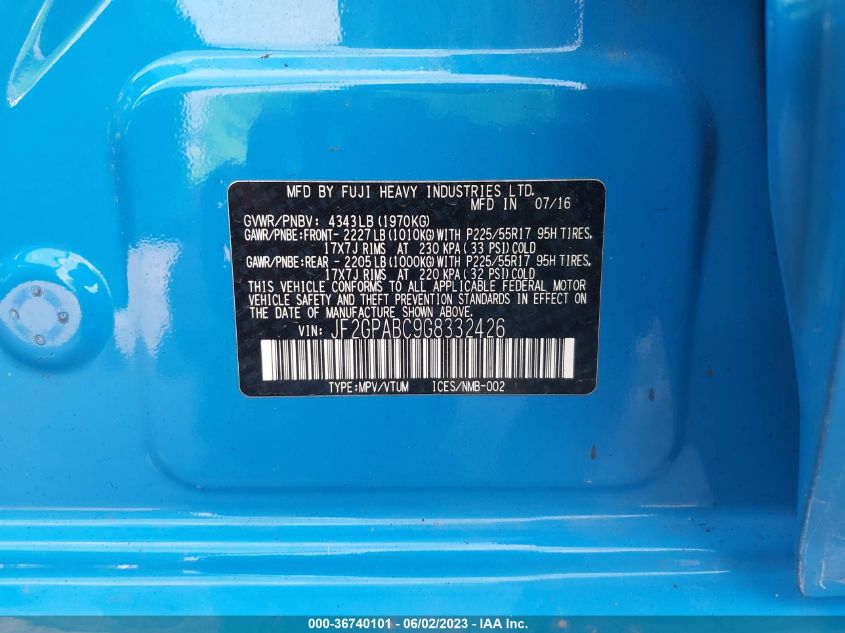 MFD BY FUJI HEAVY INDUSTRIES LTD.
MFD IN 07/16
GVWR/PNBV: 4343LB(1970KG)
GAWR/PNBE:FRONT- 2227LB(1010KG)WITH P225/55R17 95H TIRES,
17X7J RIMS AT 230 KPA(33 PSI)COLD
GAWR/PNBE:REAR - 2205LB(1000KG)WITH P225/55R17 95H TIRES,
17X7J RIMS AT 220 KPA(32 PSI)COLD
THIS VEHICLE CONFORMS TO ALL APPLICABLE FEDERAL MOTOR
VEHICLE SAFETY AND THEFT PREVENTION STANDARDS IN EFFECT ON
THE DATE OF MANUFACTURE SHOWN ABOVE.
VIN: JF2GPABC9G8332426
TYPE:MPV/VTUM ICES/NMB-002
000-36740101 - 06/02/2023 - IAA Inc.